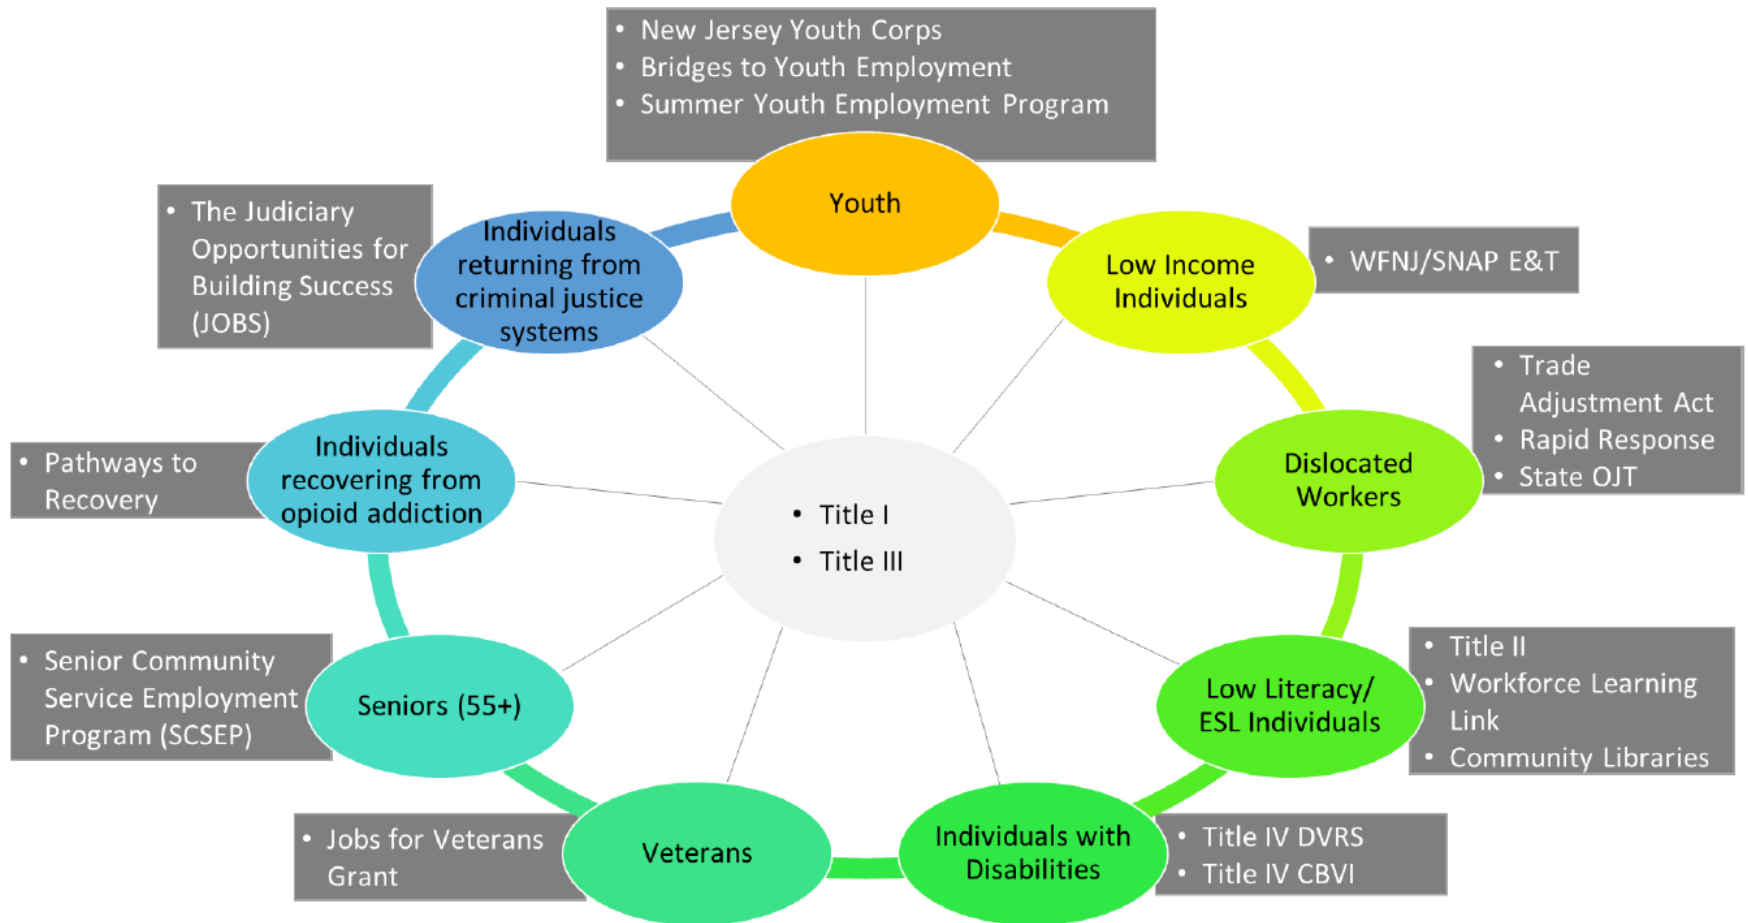 • New Jersey Youth Corps
• Bridges to Youth Employment
• Summer Youth Employment Program
Youth
• The Judiciary
Opportunities for
Building Success
(JOBS)
Individuals
returning from
criminal justice
systems
Low Income
Individuals
• WFNJ/SNAP E&T
• Trade
Adjustment Act
• Rapid Response
• State OJT
Dislocated
Workers
• Pathways to
Recovery
Individuals
recovering from
opioid addiction
• Title I
• Title III
• Senior Community
Service Employment
Program (SCSEP)
Seniors (55+)
Low Literacy/
ESL Individuals
• Title II
• Workforce Learning
Link
• Community Libraries
• Jobs for Veterans
Grant
Veterans
Individuals with
Disabilities
• Title IV DVRS
• Title IV CBVI